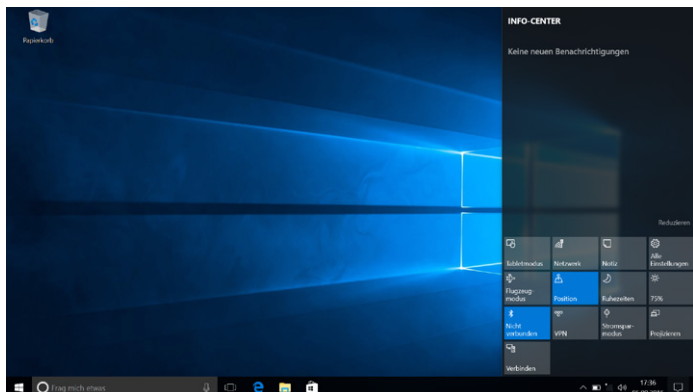 INFO-CENTER
Papierkorb
Keine neuen Benachrichtigungen
Reduzieren
Tabletmodus
Netzwerk
Notiz
Alle
Einstellungen
Flugzeug-
modus
Position
Ruhezeiten
75%
Nicht
verbunden
VPN
Stromspar-
modus
Projizieren
Verbinden
Frag mich etwas
17:36